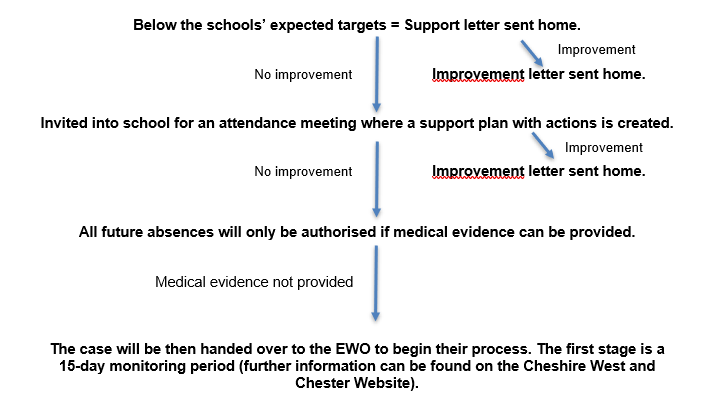 Below the schools’ expected targets = Support letter sent home.
Improvement
No improvement
Improvement letter sent home.
Invited into school for an attendance meeting where a support plan with actions is created.
Improvement
No improvement
Improvement letter sent home.
All future absences will only be authorised if medical evidence can be provided.
Medical evidence not provided
The case will be then handed over to the EWO to begin their process. The first stage is a
15-day monitoring period (further information can be found on the Cheshire West and
Chester Website).